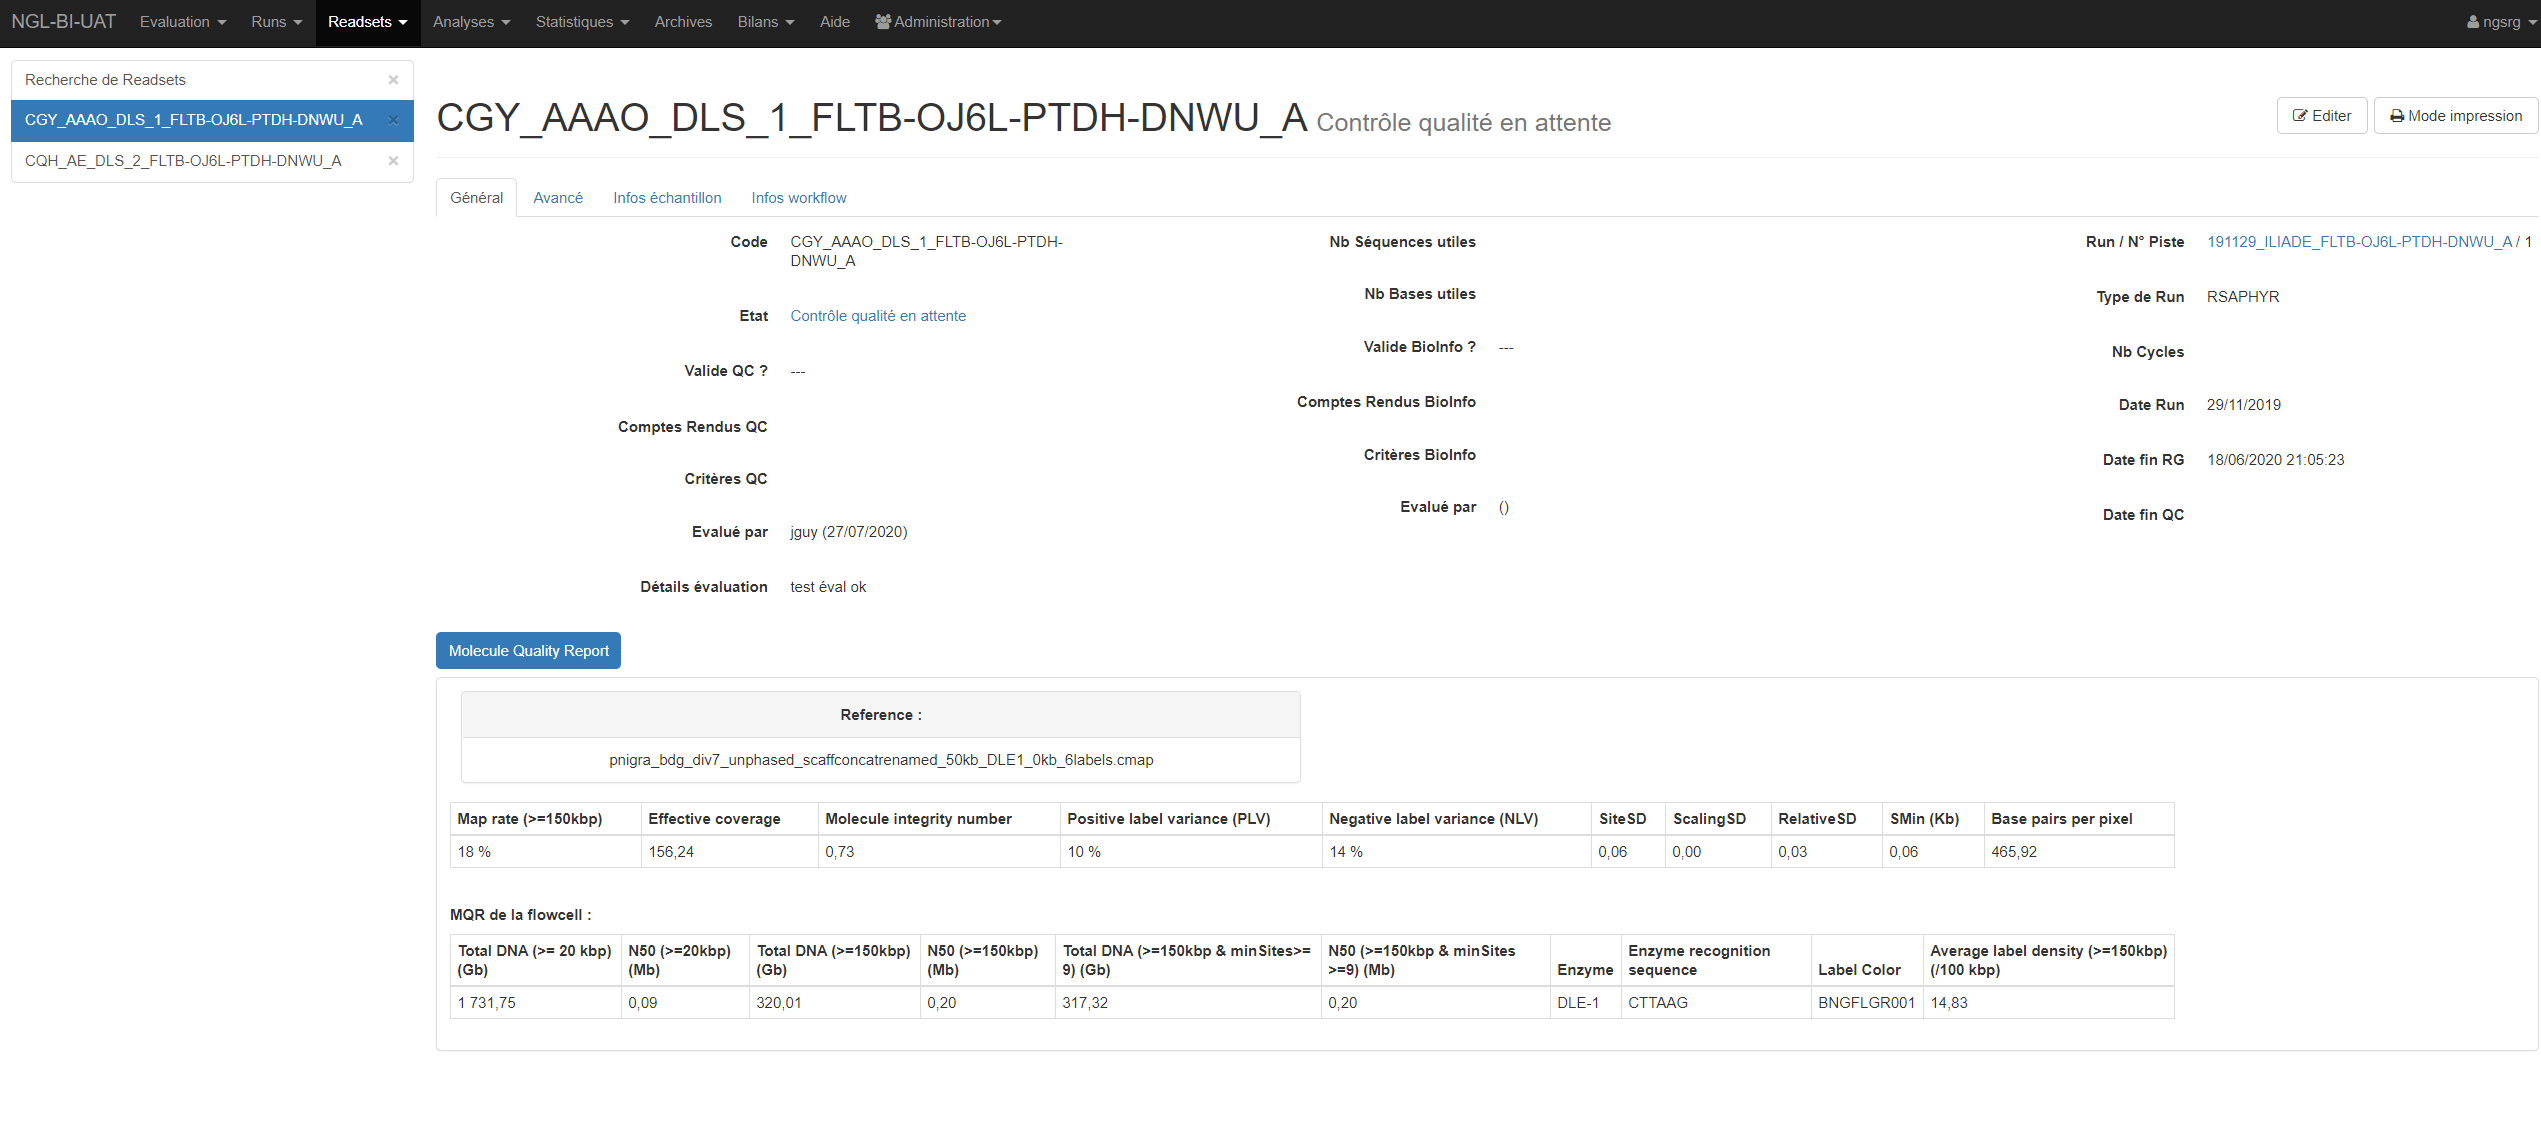 NGL-BI-UAT Evaluation Runs Readsets Analyses Statistiques Archives Bilans Aide Administration ngsrg
Recherche de Readsets ×
CGY_AAAO_DLS_1_FLTB-OJ6L-PTDH-DNWU_A ×
CQH_AE_DLS_2_FLTB-OJ6L-PTDH-DNWU_A ×
CGY_AAAO_DLS_1_FLTB-OJ6L-PTDH-DNWU_A Contrôle qualité en attente
Editer Mode impression
Général Avancé Infos échantillon Infos workflow
Code CGY_AAAO_DLS_1_FLTB-OJ6L-PTDH-
DNWU_A
Etat Contrôle qualité en attente
Valide QC ? ---
Comptes Rendus QC
Critères QC
Evalué par jguy (27/07/2020)
Détails évaluation test éval ok
Nb Séquences utiles
Nb Bases utiles
Valide BioInfo ? ---
Comptes Rendus BioInfo
Critères BioInfo
Evalué par ()
Run / N° Piste 191129_ILIADE_FLTB-OJ6L-PTDH-DNWU_A / 1
Type de Run RSAPHYR
Nb Cycles
Date Run 29/11/2019
Date fin RG 18/06/2020 21:05:23
Date fin QC
Molecule Quality Report
Reference :
pnigra_bdg_div7_unphased_scaffconcatrenamed_50kb_DLE1_0kb_6labels.cmap
Map rate (>=150kbp) Effective coverage Molecule integrity number Positive label variance (PLV) Negative label variance (NLV) SiteSD ScalingSD RelativeSD SMin (Kb) Base pairs per pixel
18 % 156,24 0,73 10 % 14 % 0,06 0,00 0,03 0,06 465,92
MQR de la flowcell :
Total DNA (>= 20 kbp) N50 (>=20kbp) Total DNA (>=150kbp) N50 (>=150kbp) Total DNA (>=150kbp & minSites>= N50 (>=150kbp & minSites Enzyme recognition Average label density (>=150kbp)
(Gb) (Mb) (Gb) (Mb) 9) (Gb) >=9) (Mb) Enzyme sequence Label Color (/100 kbp)
1 731,75 0,09 320,01 0,20 317,32 0,20 DLE-1 CTTAAG BNGFLGR001 14,83